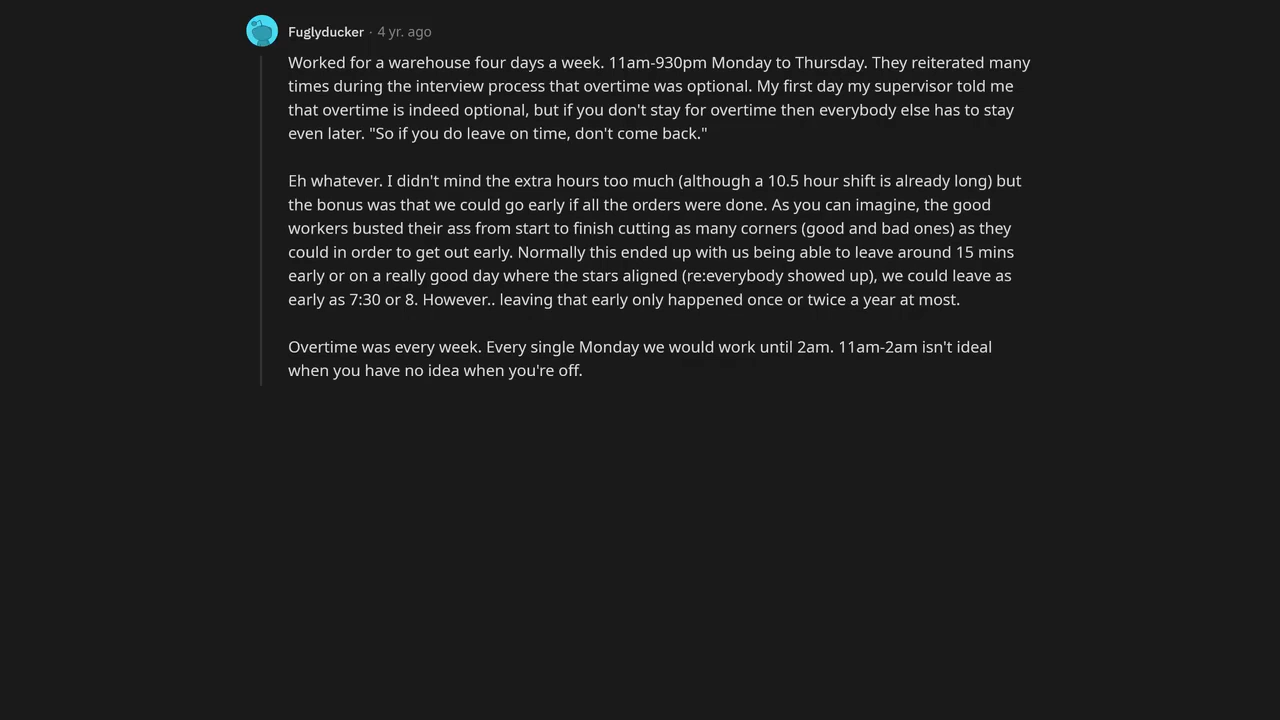 Fuglyducker · 4 yr. ago
Worked for a warehouse four days a week. 11am-930pm Monday to Thursday. They reiterated many
times during the interview process that overtime was optional. My first day my supervisor told me
that overtime is indeed optional, but if you don't stay for overtime then everybody else has to stay
even later. "So if you do leave on time, don't come back."
Eh whatever. I didn't mind the extra hours too much (although a 10.5 hour shift is already long) but
the bonus was that we could go early if all the orders were done. As you can imagine, the good
workers busted their ass from start to finish cutting as many corners (good and bad ones) as they
could in order to get out early. Normally this ended up with us being able to leave around 15 mins
early or on a really good day where the stars aligned (re:everybody showed up), we could leave as
early as 7:30 or 8. However.. leaving that early only happened once or twice a year at most.
Overtime was every week. Every single Monday we would work until 2am. 11am-2am isn't ideal
when you have no idea when you're off.